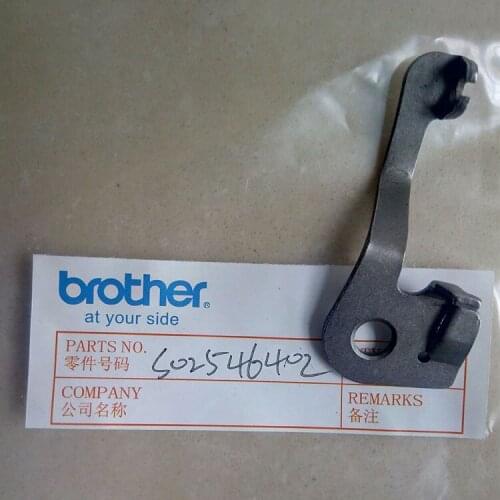 brother®
at your side
PARTS NO.
零件号码 S02546402
COMPANY
公司名称
REMARKS
备注